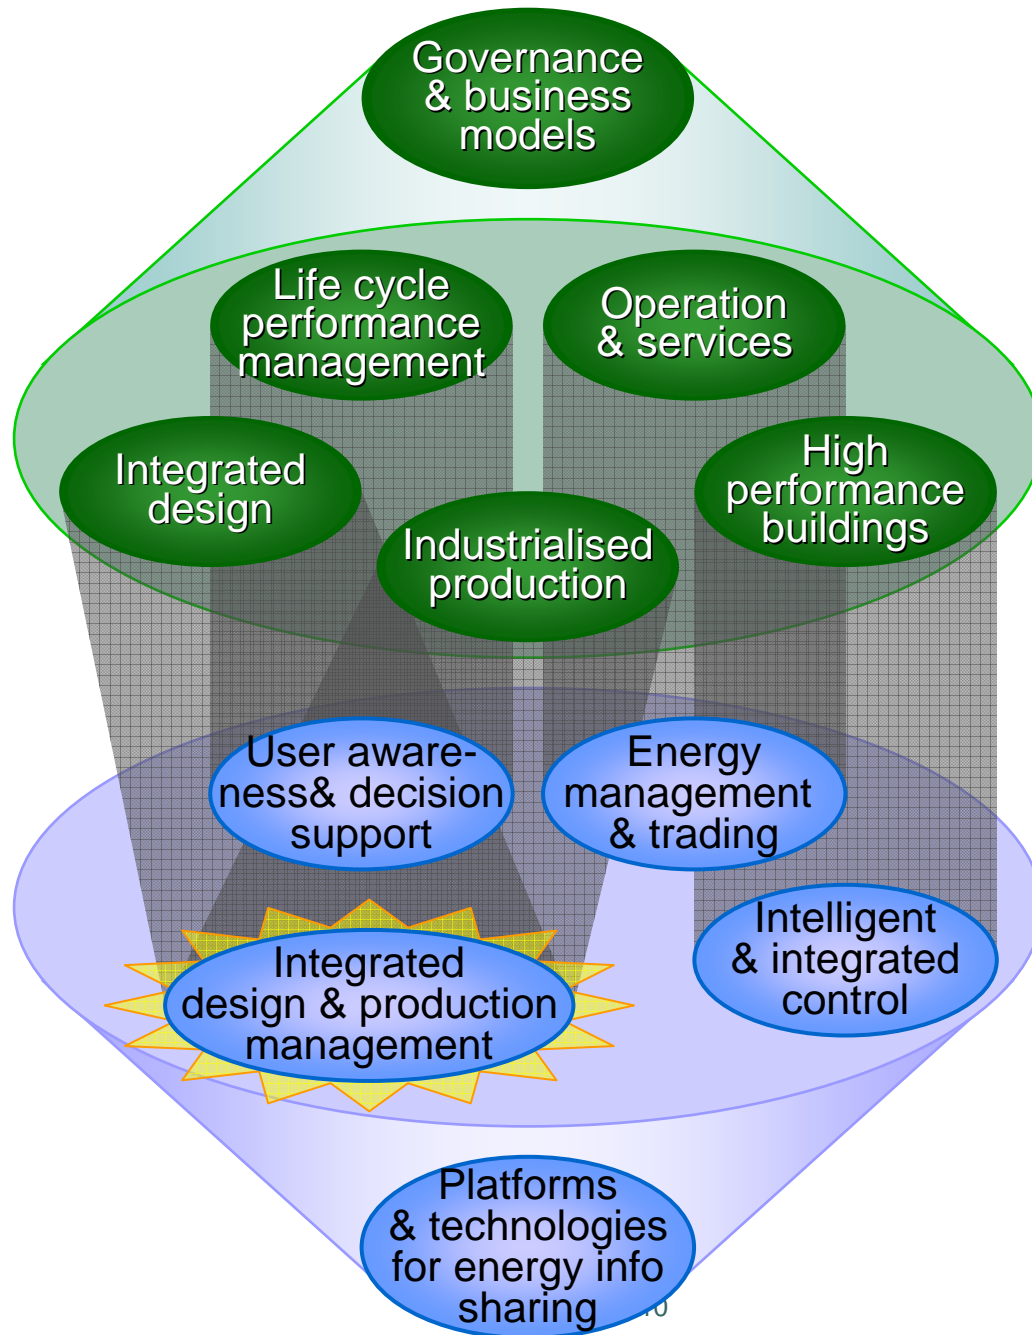 Governance
& business
models
Life cycle
performance
management
Operation
& services
Integrated
design
High
performance
buildings
Industrialised
production
User aware-
ness& decision
support
Energy
management
& trading
Intelligent
& integrated
control
Integrated
design & production
management
Platforms
& technologies
for energy info
sharing